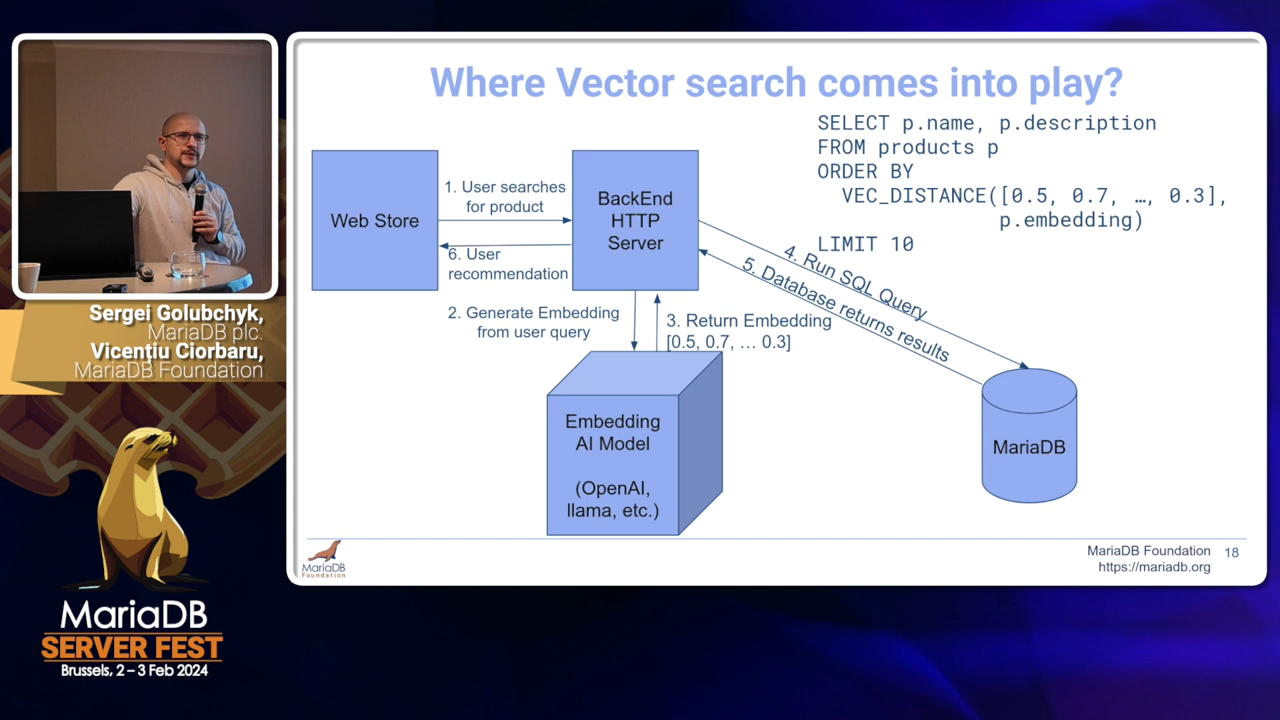 Where Vector search comes into play?
SELECT p.name, p.description
FROM products p
ORDER BY
VEC_DISTANCE([0.5, 0.7, …, 0.3],
p.embedding)
LIMIT 10
Web Store
1. User searches
for product
BackEnd
HTTP
Server
6. User
recommendation
4. Run SQL Query
5. Database returns results
2. Generate Embedding
from user query
3. Return Embedding
[0.5, 0.7, … 0.3]
Embedding
AI Model
(OpenAI,
llama, etc.)
MariaDB
MariaDB
Foundation
MariaDB Foundation 18
https://mariadb.org
Sergei Golubchyk,
MariaDB plc.
Vicențiu Ciorbaru,
MariaDB Foundation
MariaDB
SERVER FEST
Brussels, 2 – 3 Feb 2024